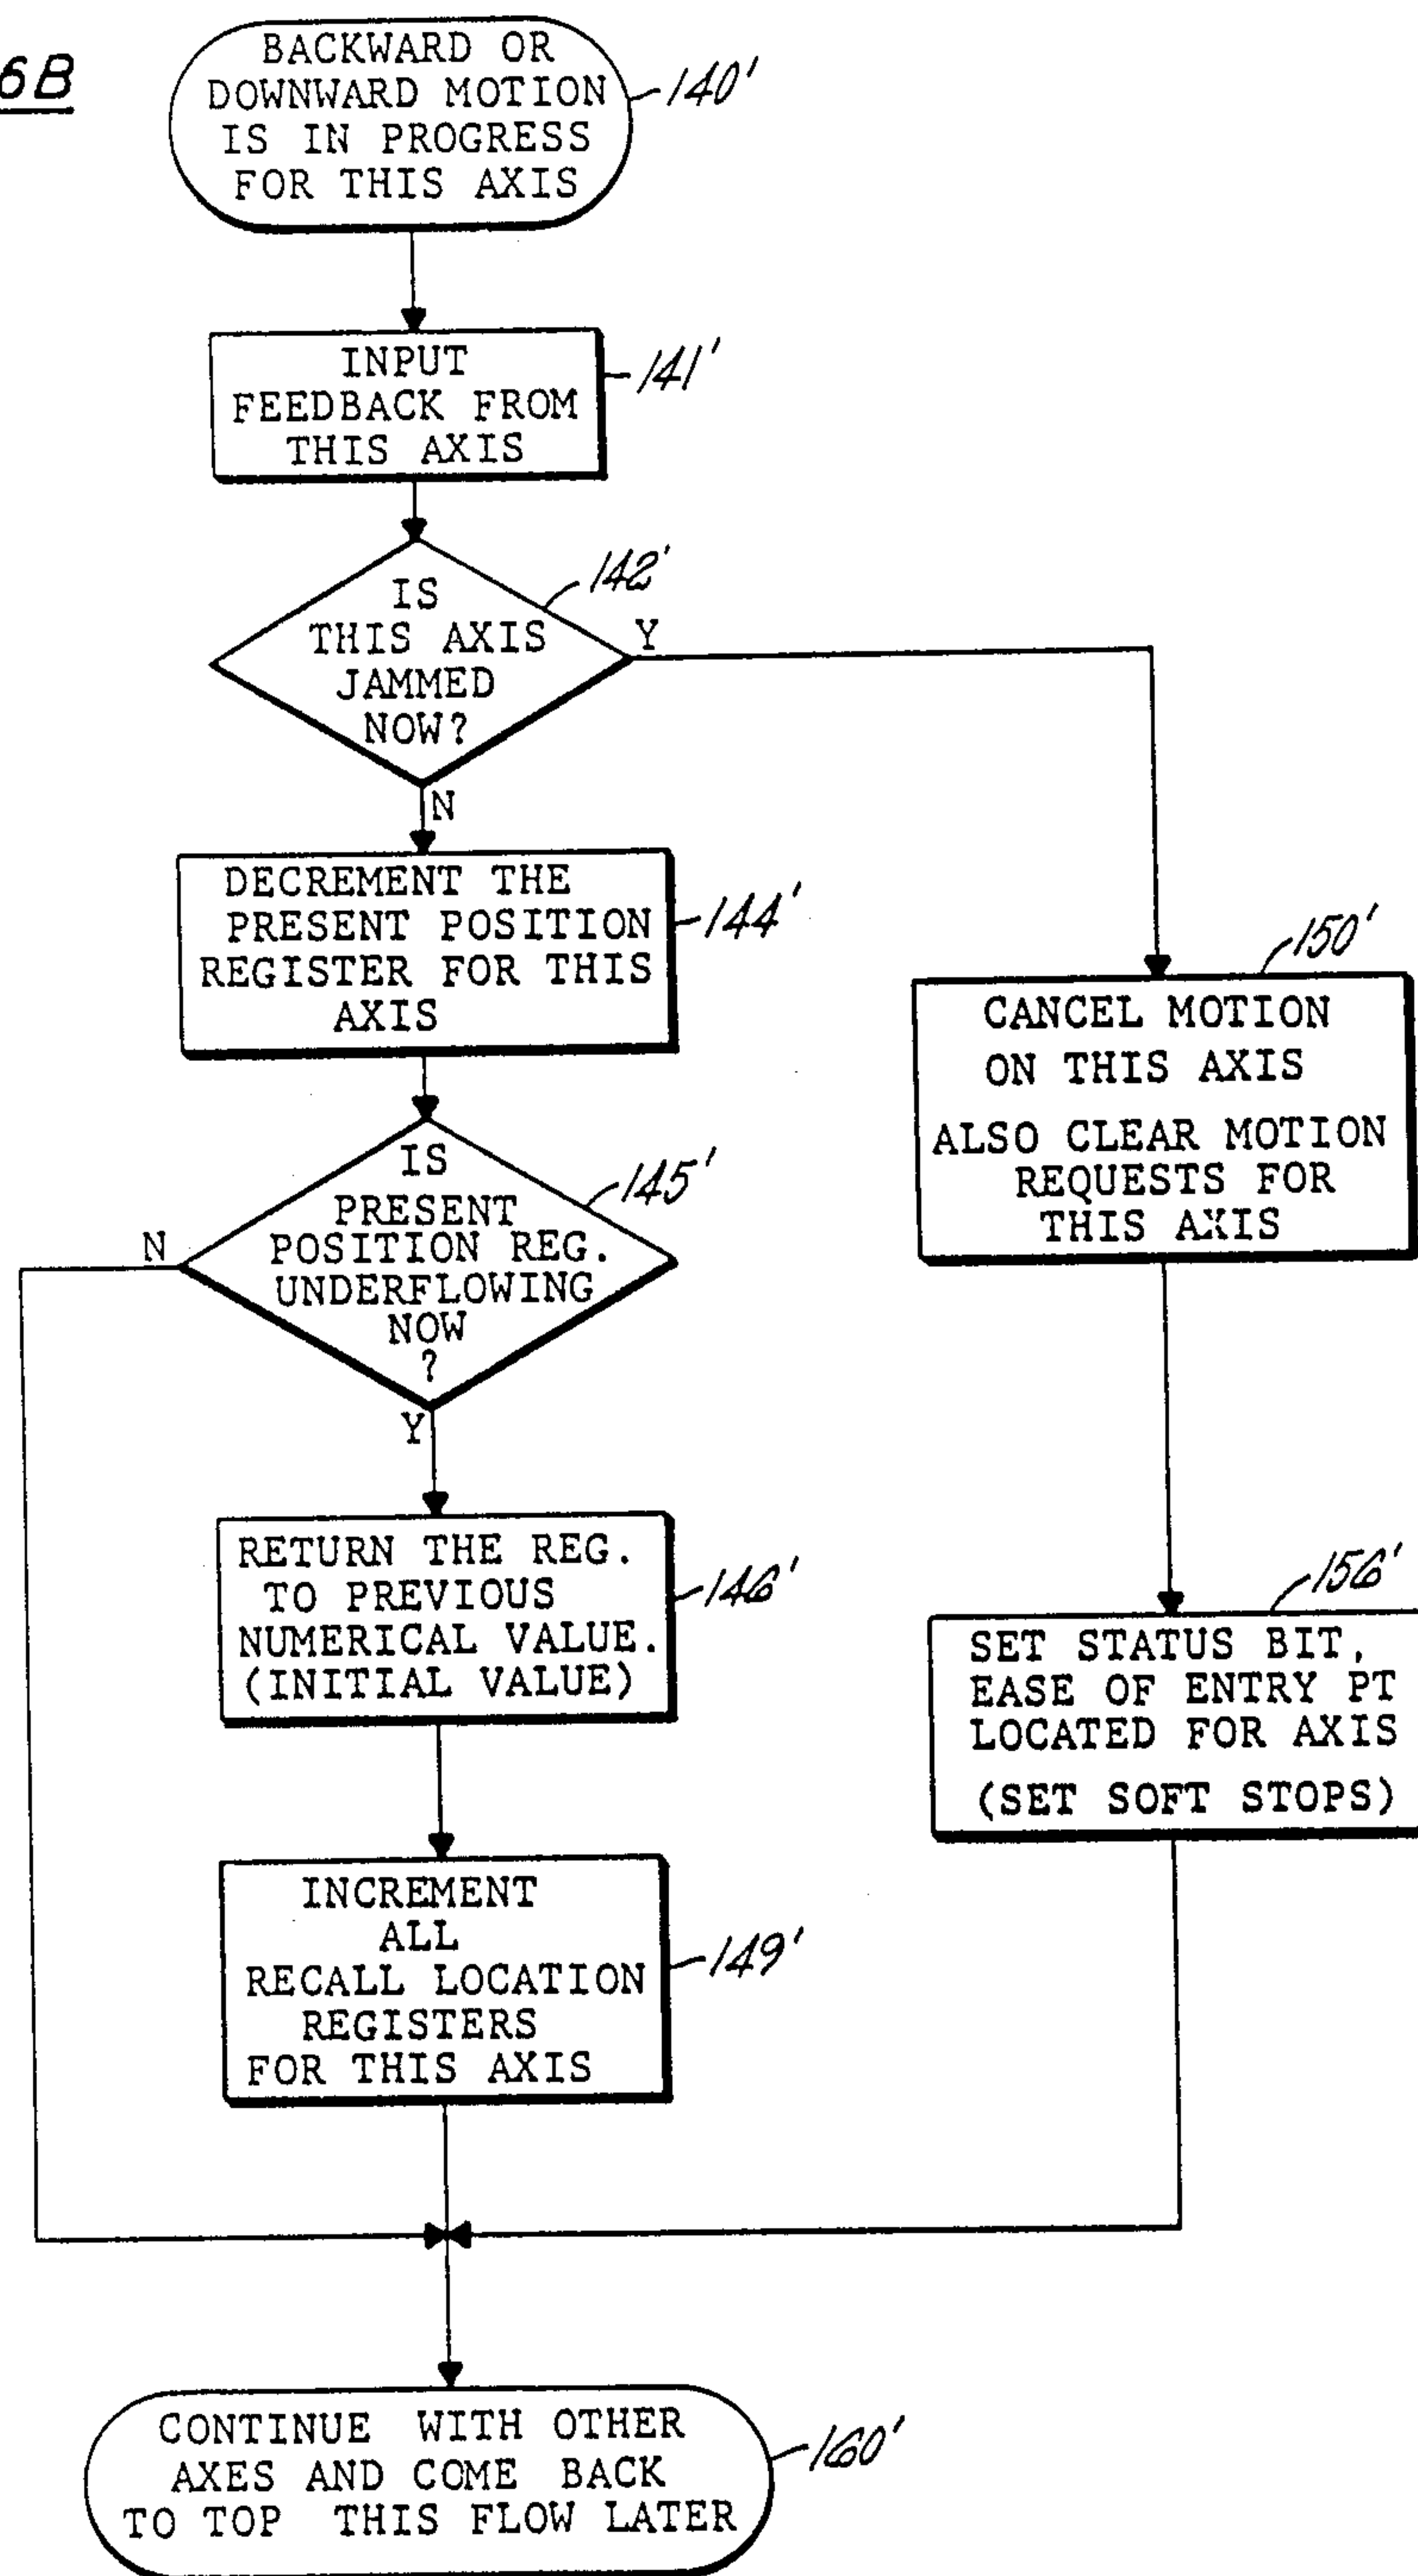 6B
BACKWARD OR
DOWNWARD MOTION
IS IN PROGRESS
FOR THIS AXIS
140'
INPUT
FEEDBACK FROM
THIS AXIS
141'
IS
THIS AXIS
JAMMED
NOW?
142'
Y
N
DECREMENT THE
PRESENT POSITION
REGISTER FOR THIS
AXIS
144'
IS
PRESENT
POSITION REG.
UNDERFLOWING
NOW
?
145'
N
Y
RETURN THE REG.
TO PREVIOUS
NUMERICAL VALUE.
(INITIAL VALUE)
146'
INCREMENT
ALL
RECALL LOCATION
REGISTERS
FOR THIS AXIS
149'
CANCEL MOTION
ON THIS AXIS
ALSO CLEAR MOTION
REQUESTS FOR
THIS AXIS
150'
SET STATUS BIT,
EASE OF ENTRY PT
LOCATED FOR AXIS
(SET SOFT STOPS)
156'
CONTINUE WITH OTHER
AXES AND COME BACK
TO TOP THIS FLOW LATER
160'